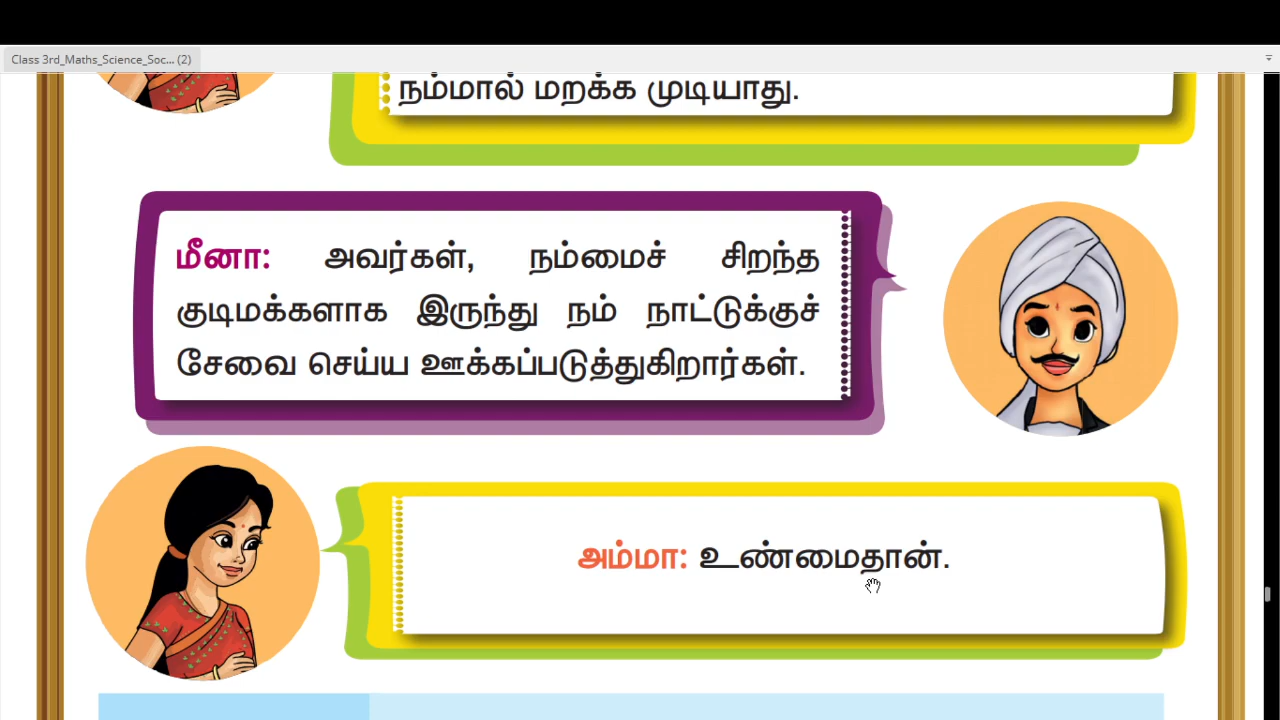 Class 3rd_Maths_Science_Soc... (2)
நம்மால் மறக்க முடியாது.
மீனா: அவர்கள், நம்மைச் சிறந்த
குடிமக்களாக இருந்து நம் நாட்டுக்குச்
சேவை செய்ய ஊக்கப்படுத்துகிறார்கள்.
அம்மா: உண்மைதான்.